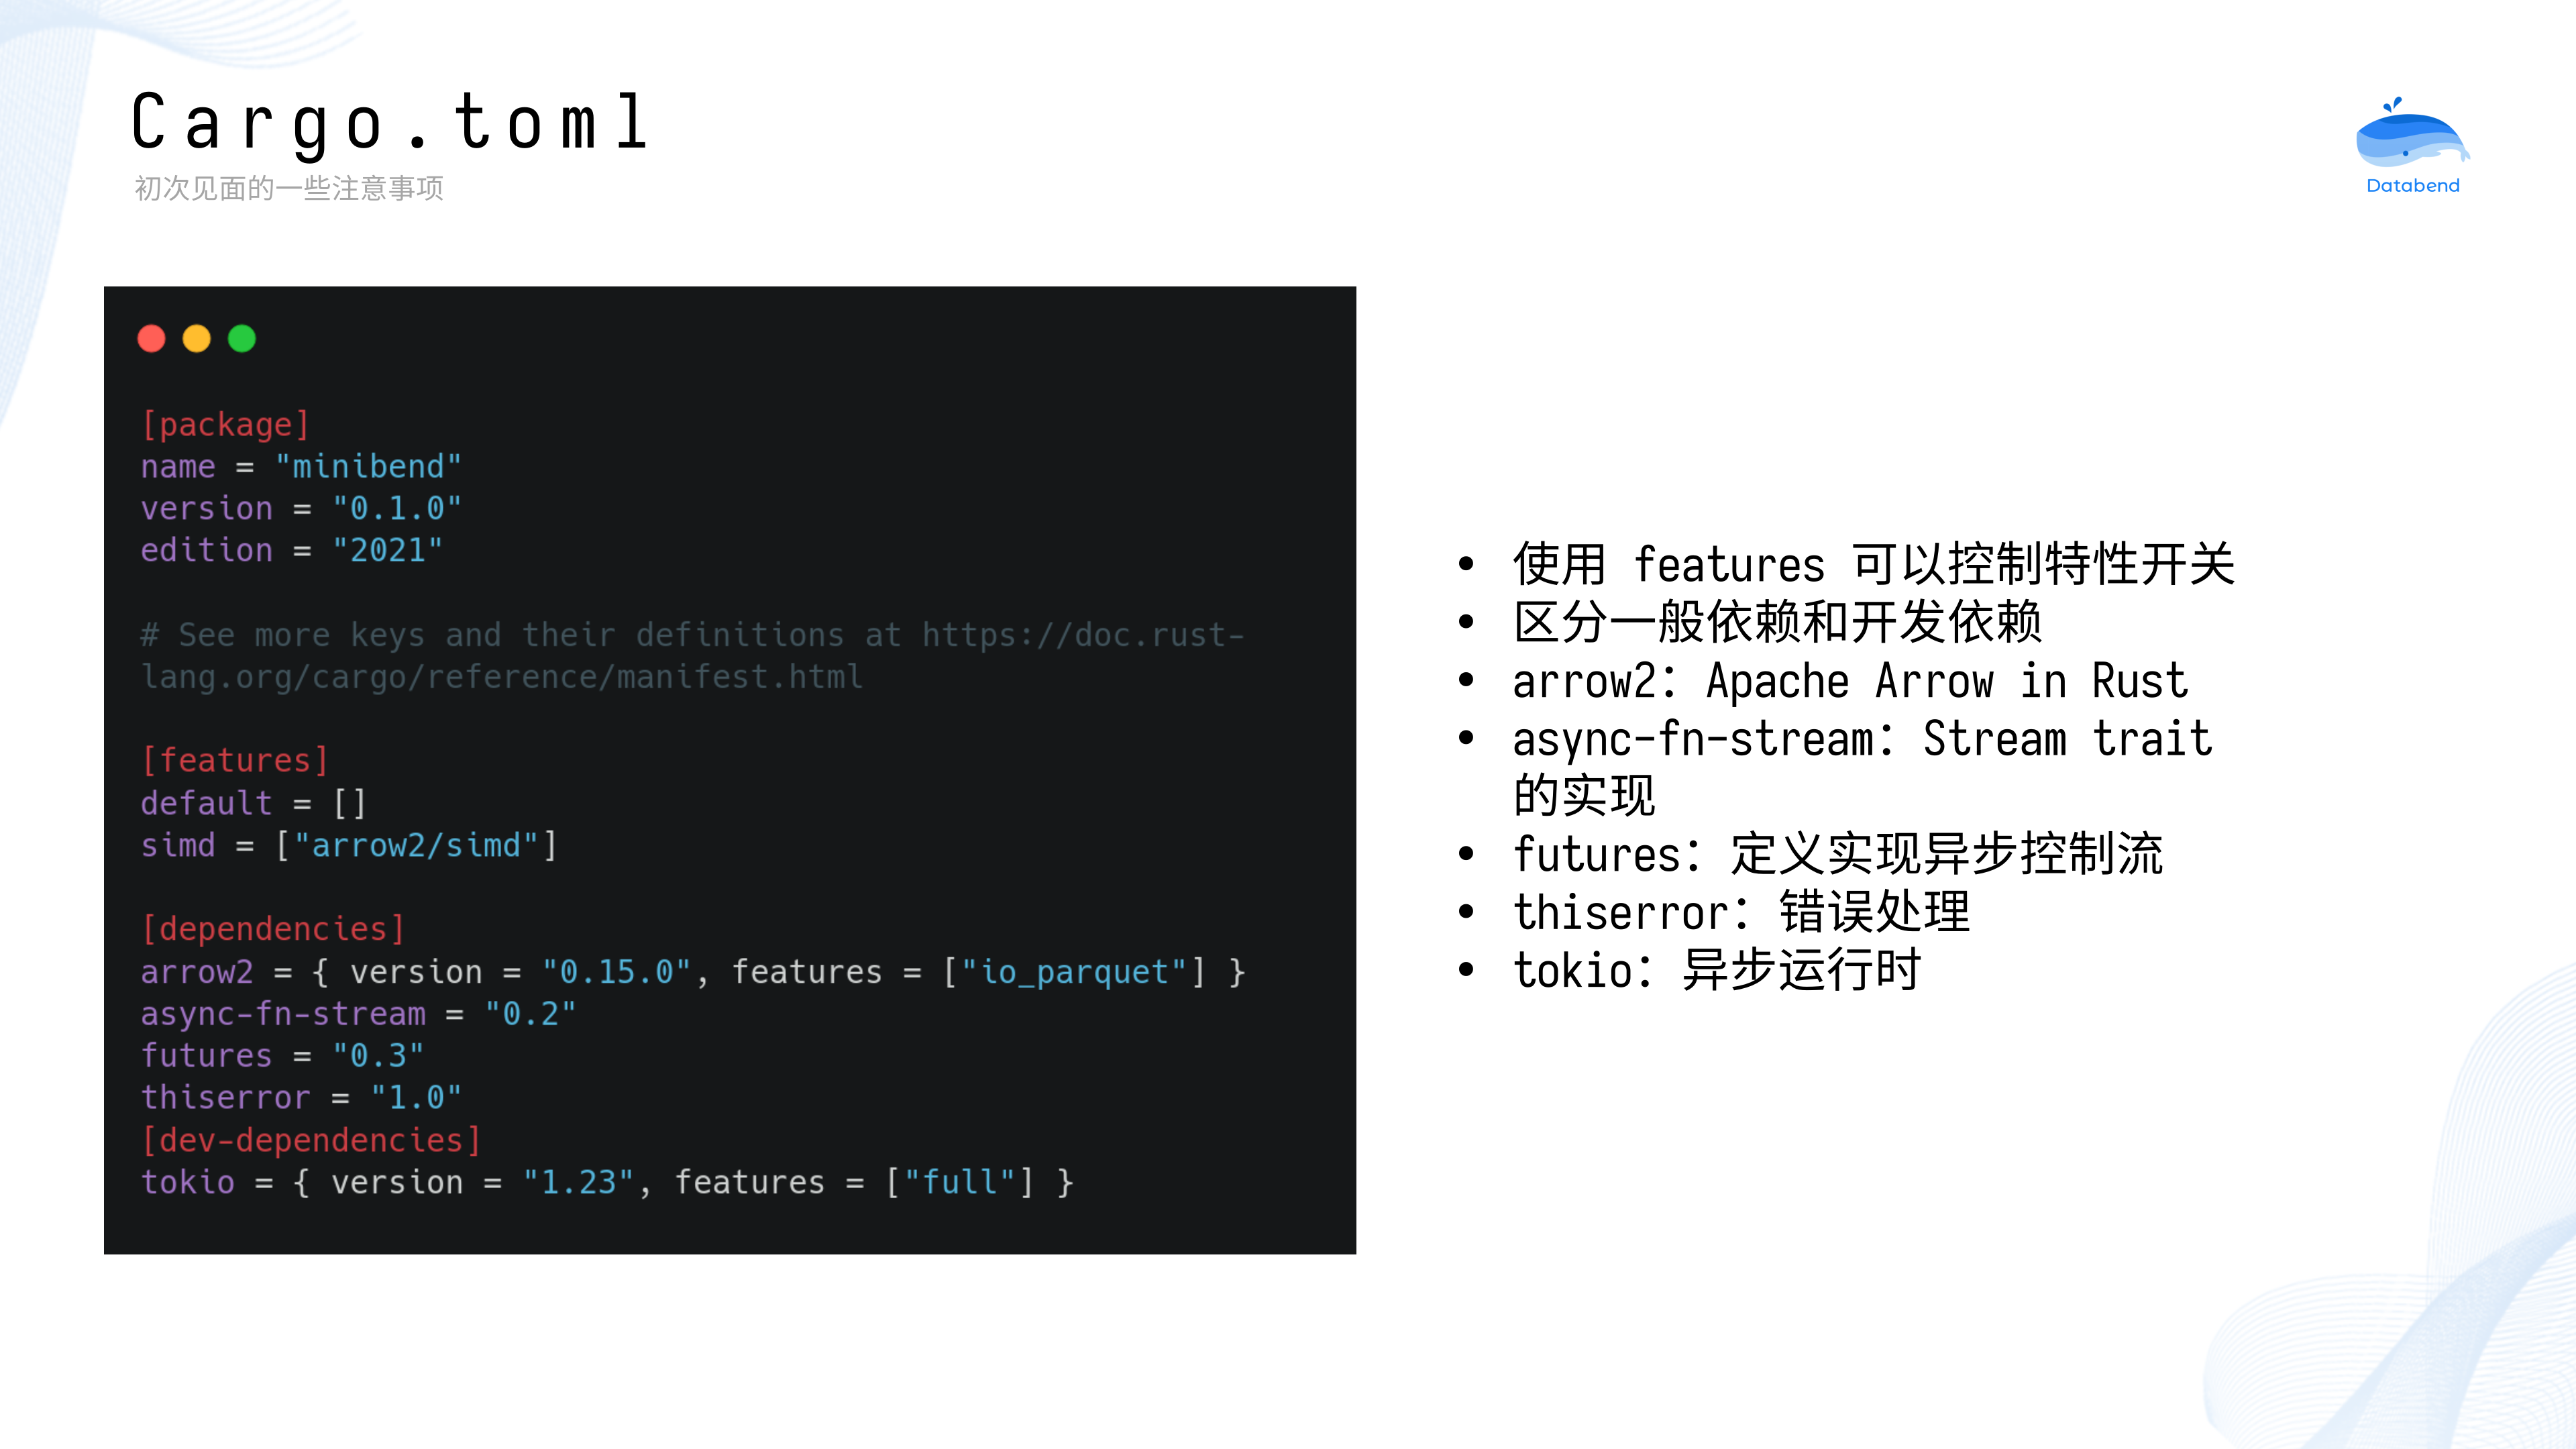 Cargo.toml
初次见面的一些注意事项
Databend
[package]
name = "minibend"
version = "0.1.0"
edition = "2021"
# See more keys and their definitions at https://doc.rust-
lang.org/cargo/reference/manifest.html
[features]
default = []
simd = ["arrow2/simd"]
[dependencies]
arrow2 = { version = "0.15.0", features = ["io_parquet"] }
async-fn-stream = "0.2"
futures = "0.3"
thiserror = "1.0"
[dev-dependencies]
tokio = { version = "1.23", features = ["full"] }
• 使用 features 可以控制特性开关
• 区分一般依赖和开发依赖
• arrow2：Apache Arrow in Rust
• async-fn-stream：Stream trait
的实现
• futures：定义实现异步控制流
• thiserror：错误处理
• tokio：异步运行时